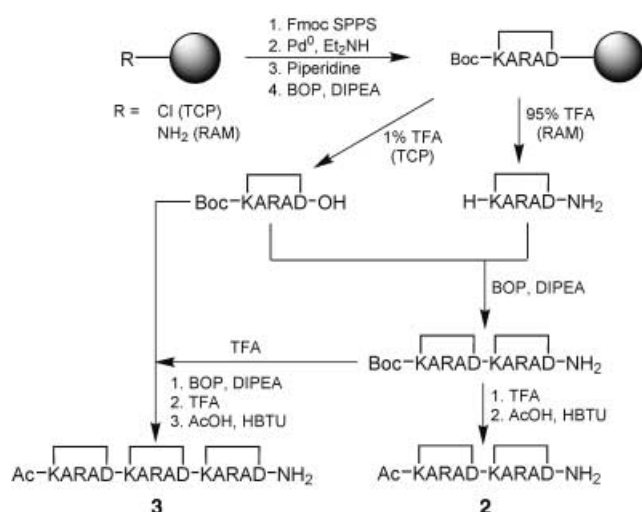 R
1. Fmoc SPPS
2. Pd⁰, Et₂NH
3. Piperidine
4. BOP, DIPEA
Boc-KARAD
R = Cl (TCP)
NH₂ (RAM)
1% TFA
(TCP)
95% TFA
(RAM)
Boc-KARAD-OH
H-KARAD-NH₂
BOP, DIPEA
TFA
Boc-KARAD-KARAD-NH₂
1. BOP, DIPEA
2. TFA
3. AcOH, HBTU
1. TFA
2. AcOH, HBTU
Ac-KARAD-KARAD-KARAD-NH₂
Ac-KARAD-KARAD-NH₂
3
2